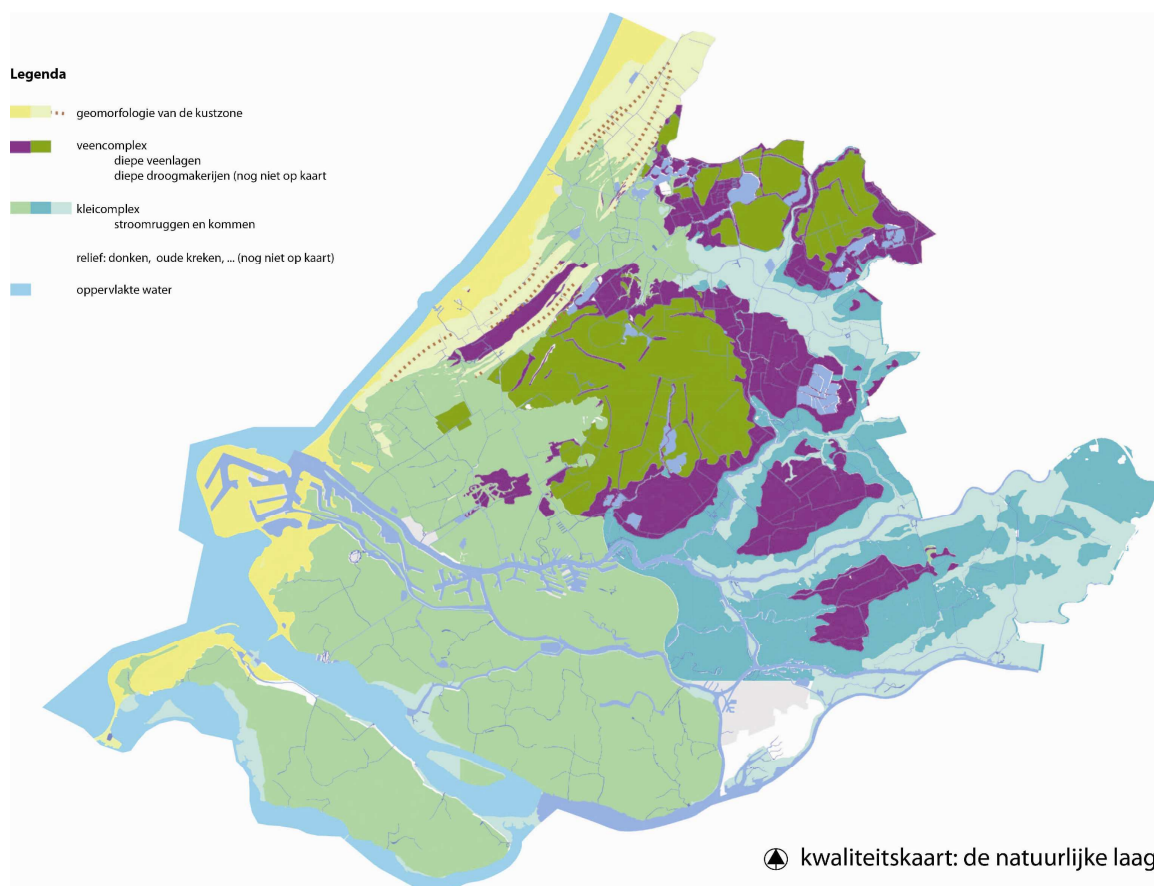 Legenda
geomorfologie van de kustzone
veencomplex
diepe veenlagen
diepe droogmakerijen (nog niet op kaart
kleicomplex
stroomruggen en kommen
relief: donken, oude kreken, ... (nog niet op kaart)
oppervlakte water
kwaliteitskaart: de natuurlijke laag